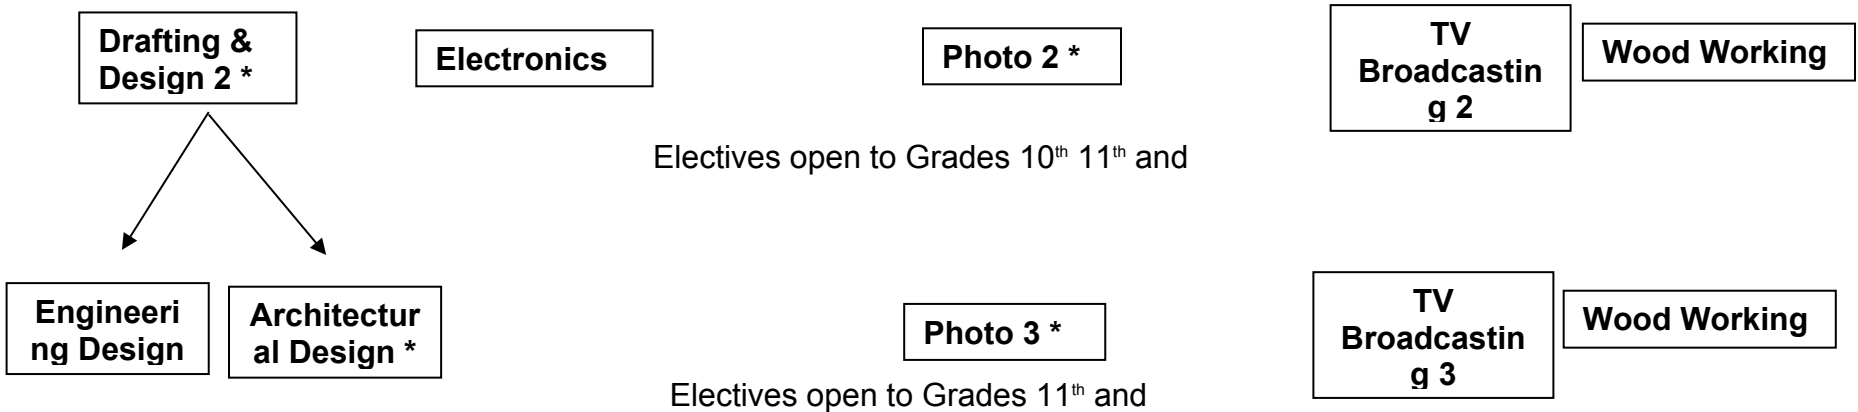 Drafting &
Design 2 *
Electronics
Photo 2 *
TV
Broadcastin
g 2
Wood Working
Electives open to Grades 10th 11th and
Engineeri
ng Design
Architectur
al Design *
Photo 3 *
TV
Broadcastin
g 3
Wood Working
Electives open to Grades 11th and